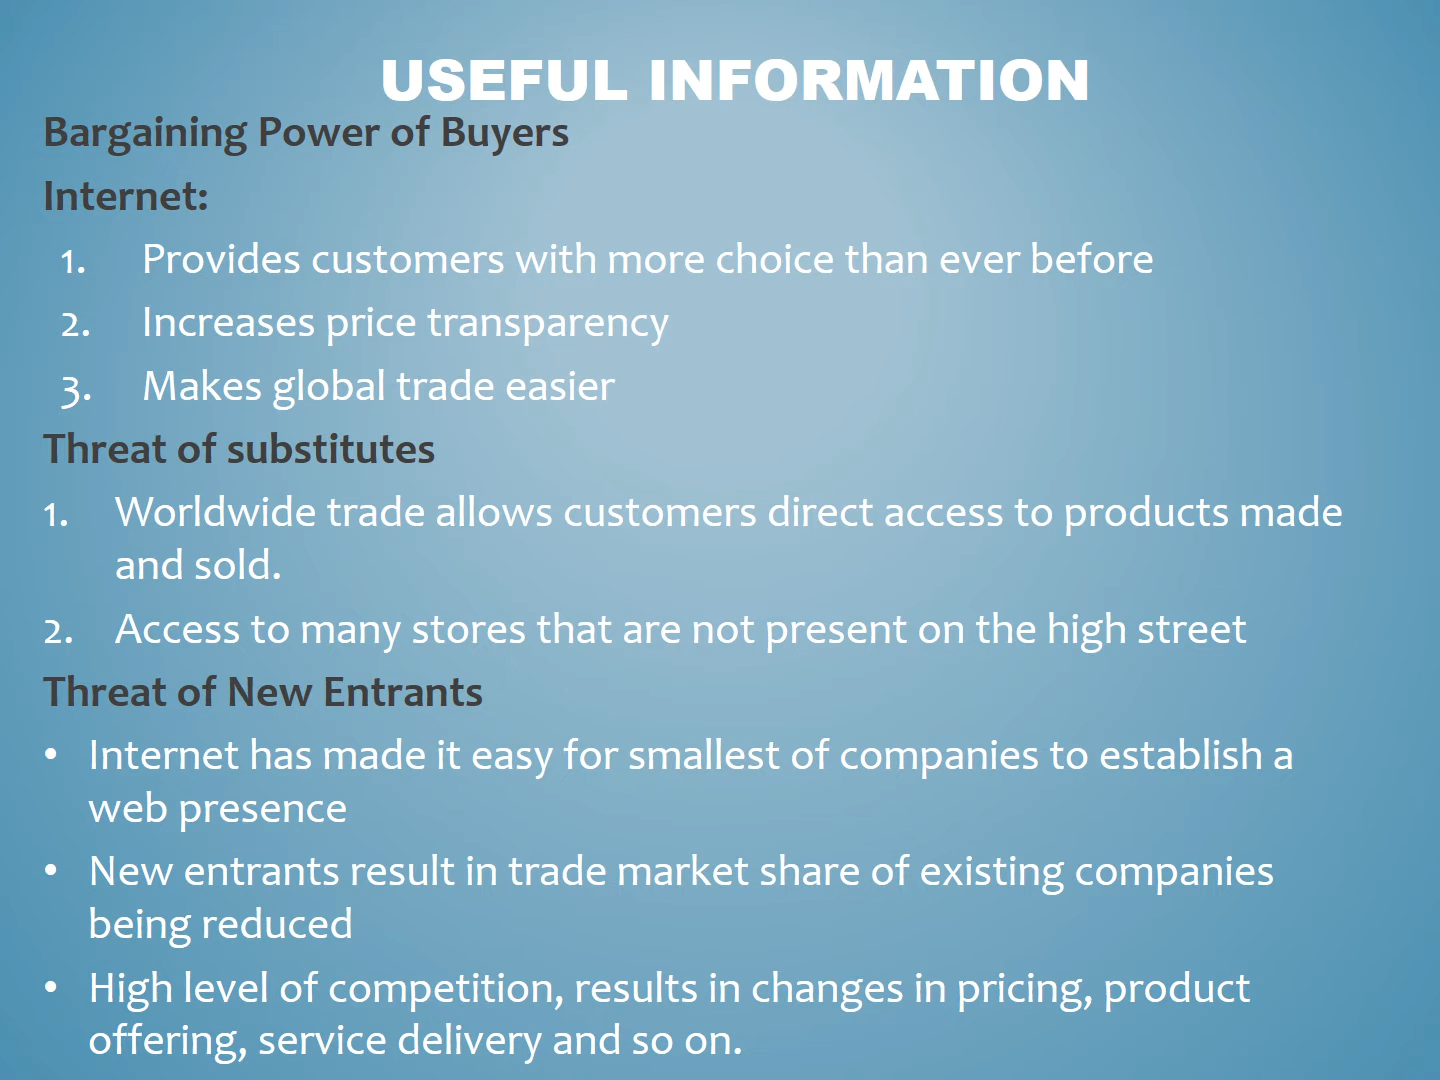 USEFUL INFORMATION
Bargaining Power of Buyers
Internet:
1. Provides customers with more choice than ever before
2. Increases price transparency
3. Makes global trade easier
Threat of substitutes
1. Worldwide trade allows customers direct access to products made
and sold.
2. Access to many stores that are not present on the high street
Threat of New Entrants
• Internet has made it easy for smallest of companies to establish a
web presence
• New entrants result in trade market share of existing companies
being reduced
• High level of competition, results in changes in pricing, product
offering, service delivery and so on.